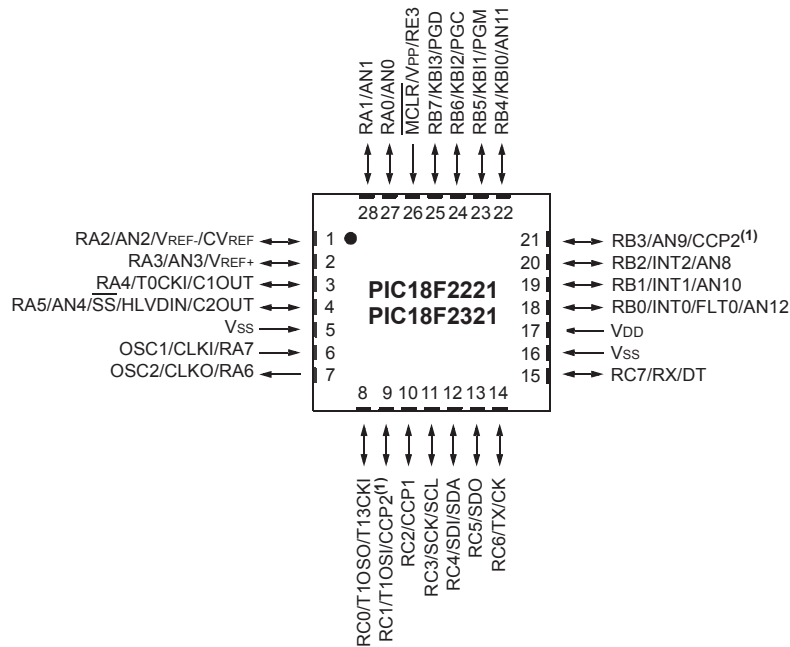 RA1/AN1
RA0/AN0
MCLR/VPP/RE3
RB7/KBI3/PGD
RB6/KBI2/PGC
RB5/KBI1/PGM
RB4/KBI0/AN11
28 27 26 25 24 23 22
RA2/AN2/VREF-/CVREF
RA3/AN3/VREF+
RA4/T0CKI/C1OUT
RA5/AN4/SS/HLVDIN/C2OUT
VSS
OSC1/CLKI/RA7
OSC2/CLKO/RA6
1
2
3
4
5
6
7
PIC18F2221
PIC18F2321
21
20
19
18
17
16
15
RB3/AN9/CCP2(1)
RB2/INT2/AN8
RB1/INT1/AN10
RB0/INT0/FLT0/AN12
VDD
VSS
RC7/RX/DT
8 9 10 11 12 13 14
RC0/T1OSO/T13CKI
RC1/T1OSI/CCP2(1)
RC2/CCP1
RC3/SCK/SCL
RC4/SDI/SDA
RC5/SDO
RC6/TX/CK